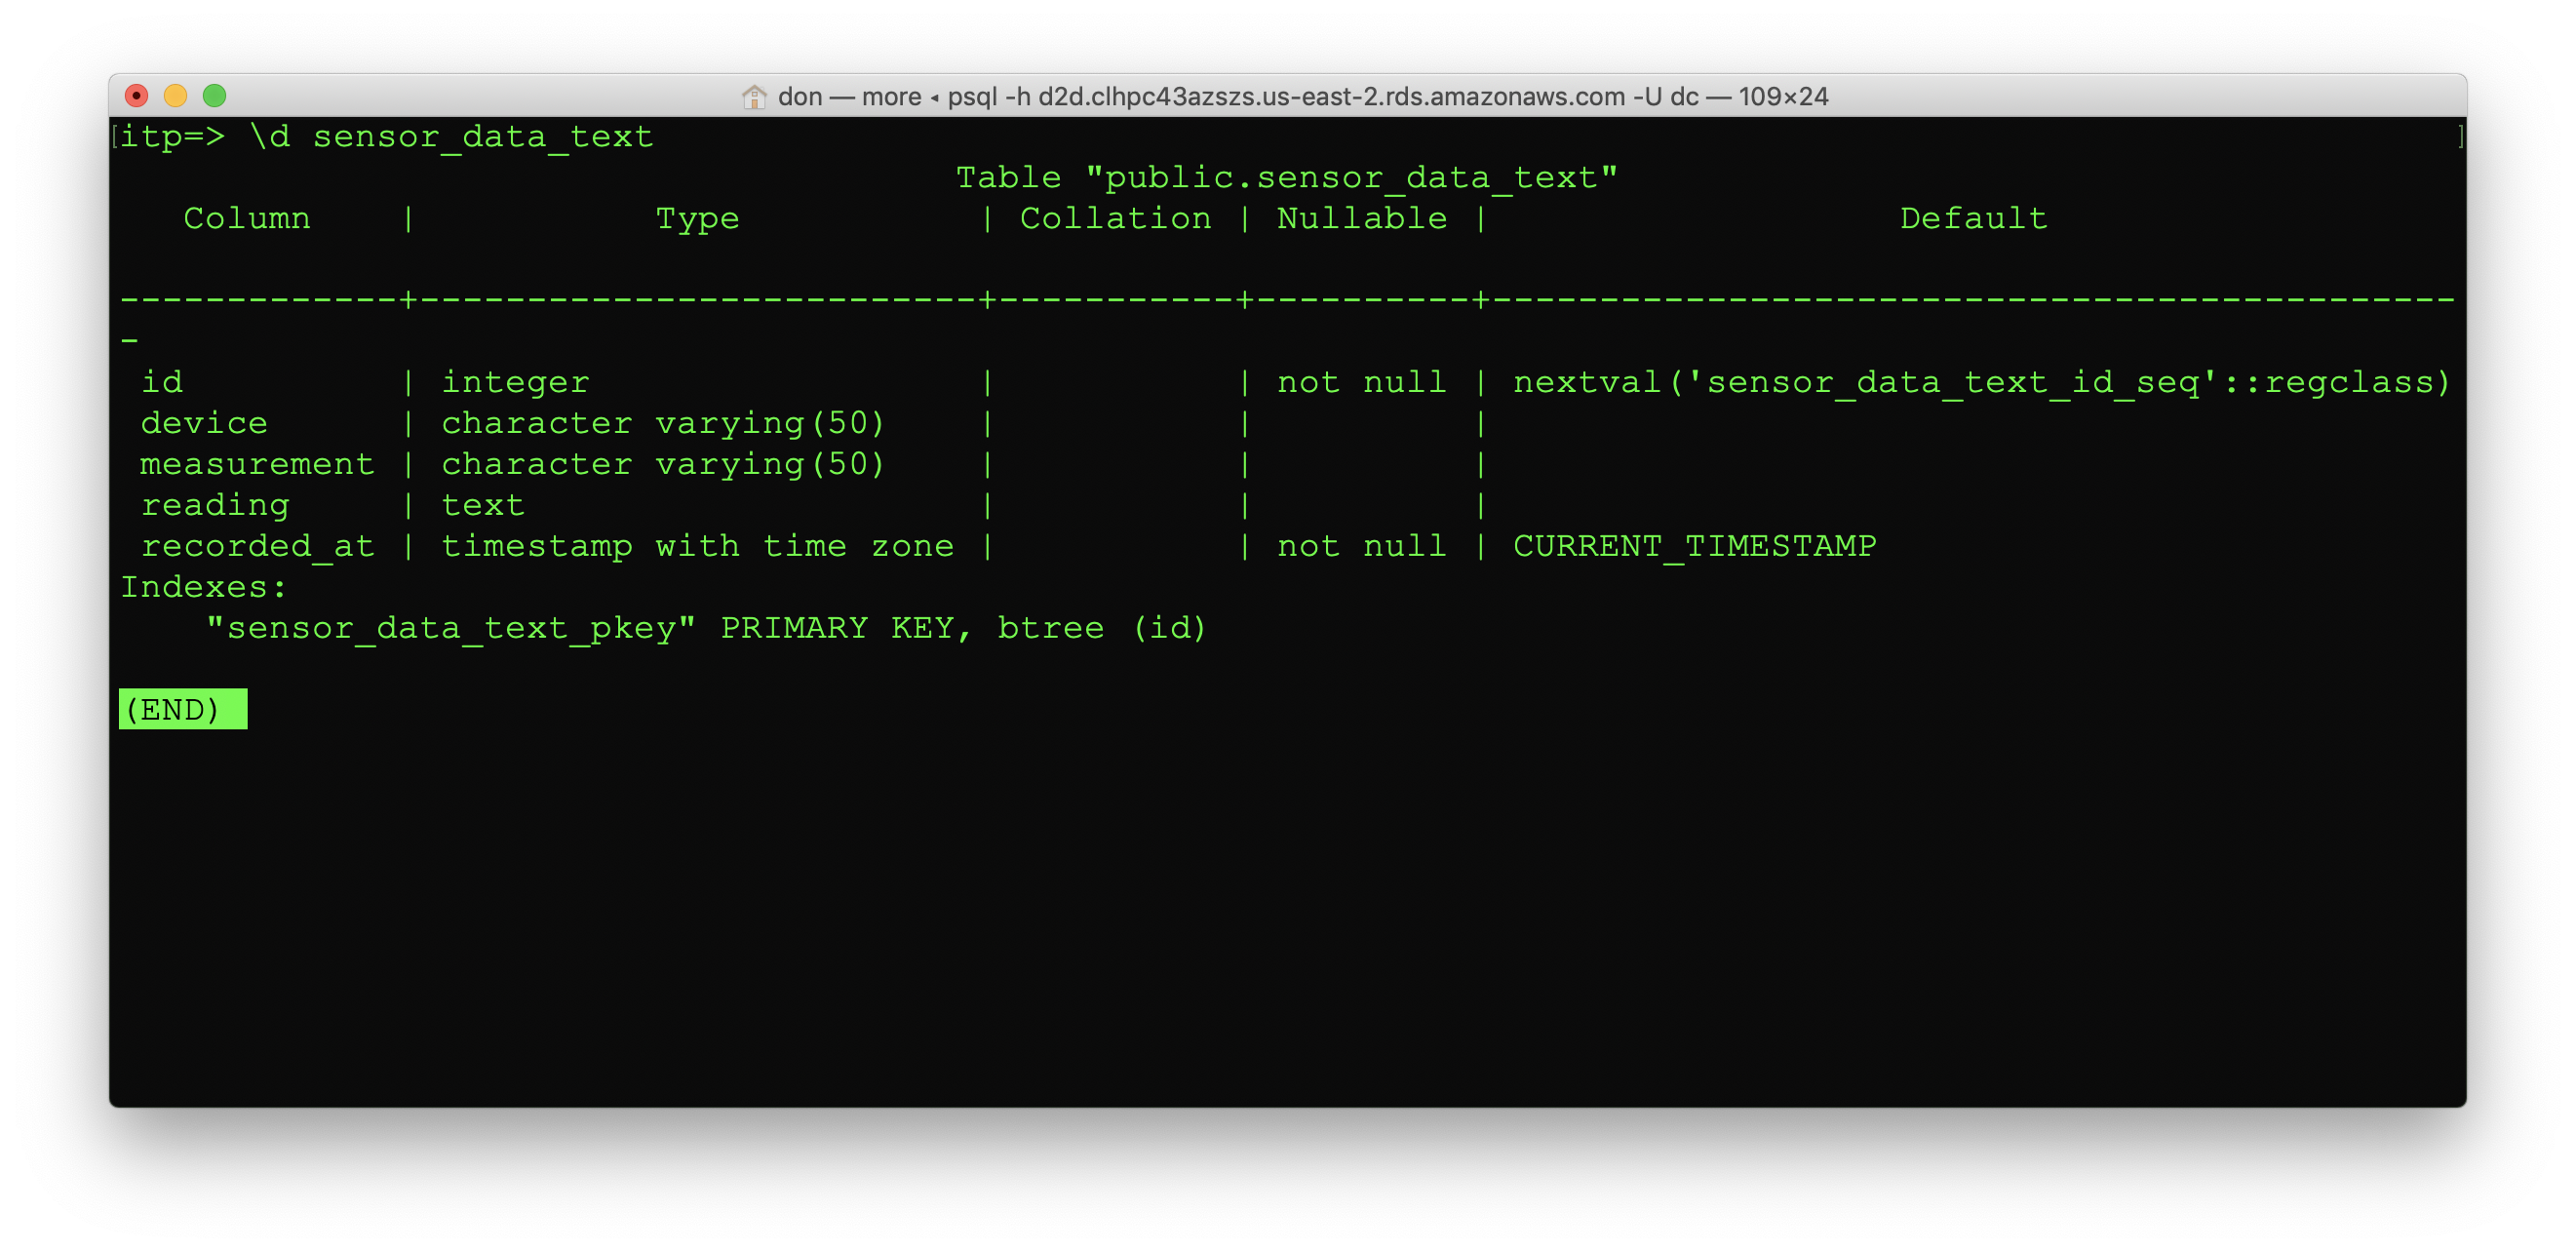 don — more ◂ psql -h d2d.clhpc43azszs.us-east-2.rds.amazonaws.com -U dc — 109×24
[itp=> \d sensor_data_text ]
Table "public.sensor_data_text"
Column | Type | Collation | Nullable | Default
-------------+--------------------------+-----------+----------+---------------------------------------------
-
id | integer | | not null | nextval('sensor_data_text_id_seq'::regclass)
device | character varying(50) | | |
measurement | character varying(50) | | |
reading | text | | |
recorded_at | timestamp with time zone | | not null | CURRENT_TIMESTAMP
Indexes:
"sensor_data_text_pkey" PRIMARY KEY, btree (id)
(END)